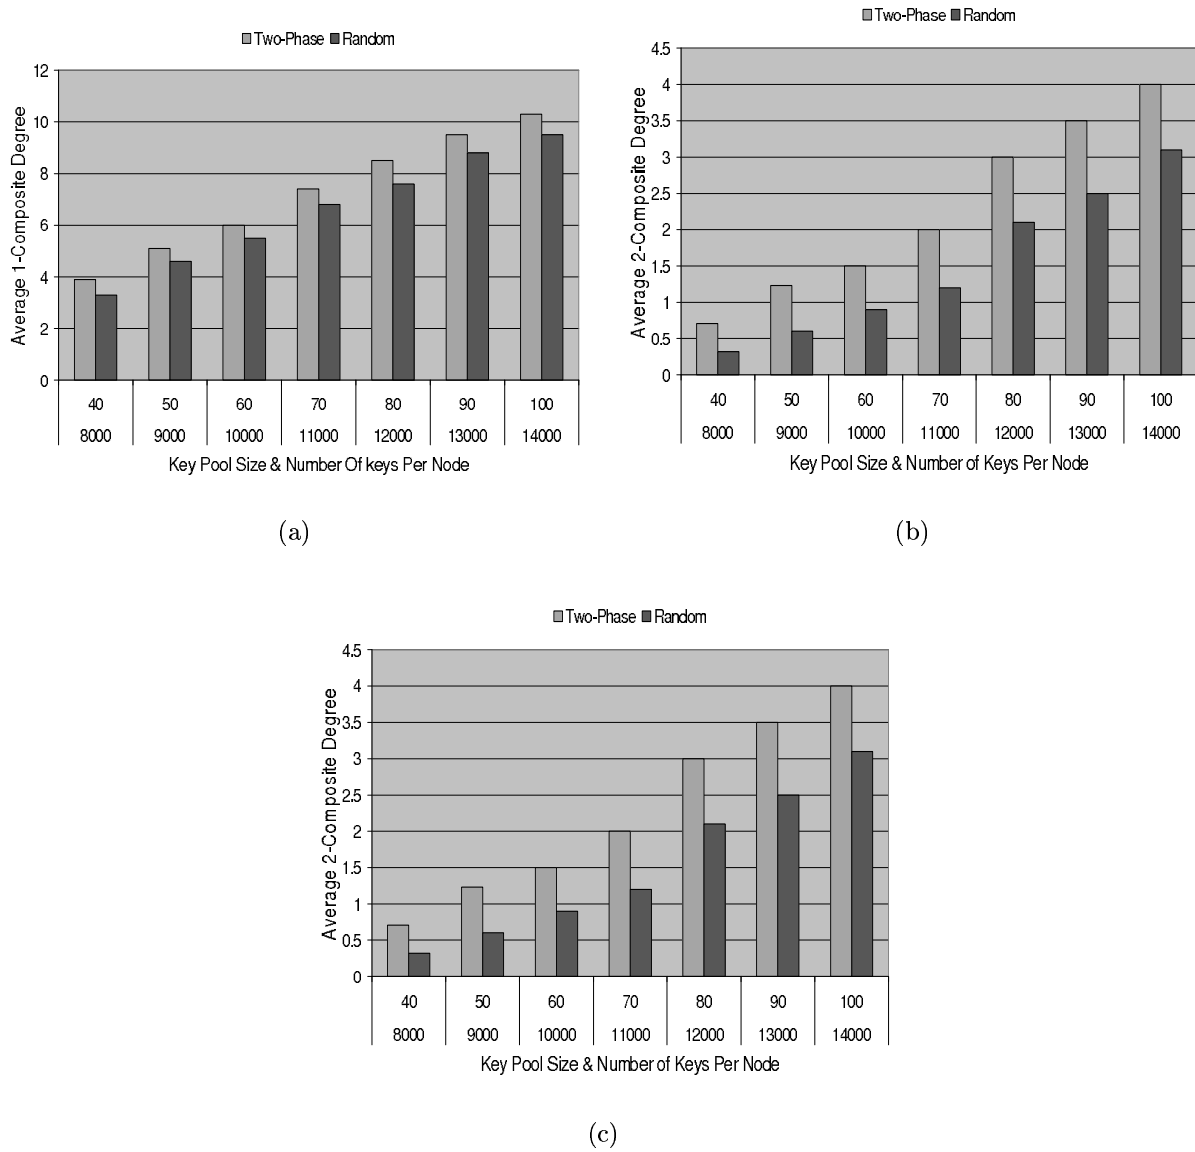 Two-Phase Random
Average 1-Composite Degree
12
10
8
6
4
2
0
40 50 60 70 80 90 100
8000 9000 10000 11000 12000 13000 14000
Key Pool Size & Number Of keys Per Node
(a)
Two-Phase Random
Average 2-Composite Degree
4.5
4
3.5
3
2.5
2
1.5
1
0.5
0
40 50 60 70 80 90 100
8000 9000 10000 11000 12000 13000 14000
Key Pool Size & Number of Keys Per Node
(b)
Two-Phase Random
Average 2-Composite Degree
4.5
4
3.5
3
2.5
2
1.5
1
0.5
0
40 50 60 70 80 90 100
8000 9000 10000 11000 12000 13000 14000
Key Pool Size & Number of Keys Per Node
(c)